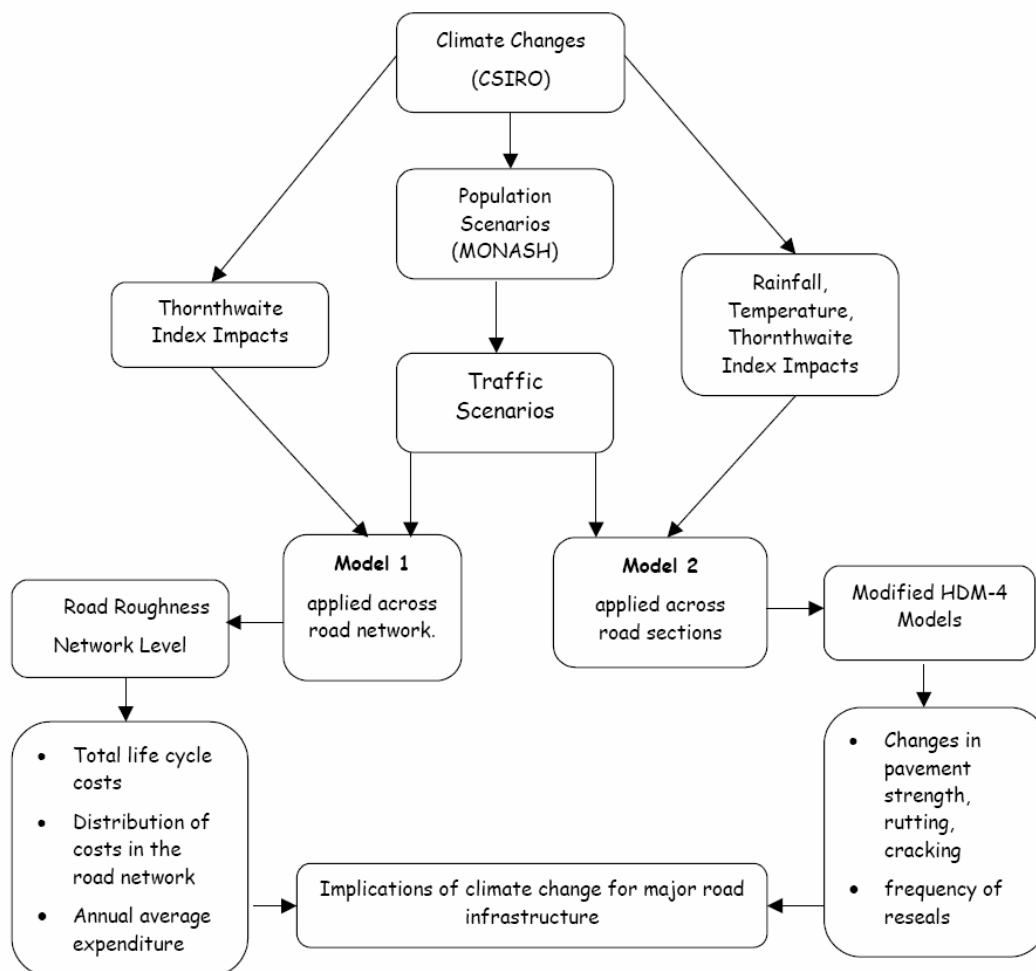 Climate Changes
(CSIRO)
Population
Scenarios
(MONASH)
Thornthwaite
Index Impacts
Rainfall,
Temperature,
Thornthwaite
Index Impacts
Traffic
Scenarios
Model 1
applied across
road network.
Model 2
applied across
road sections
Road Roughness
Network Level
Modified HDM-4
Models
• Total life cycle
costs
• Distribution of
costs in the
road network
• Annual average
expenditure
• Changes in
pavement
strength,
rutting,
cracking
• frequency of
reseals
Implications of climate change for major road
infrastructure